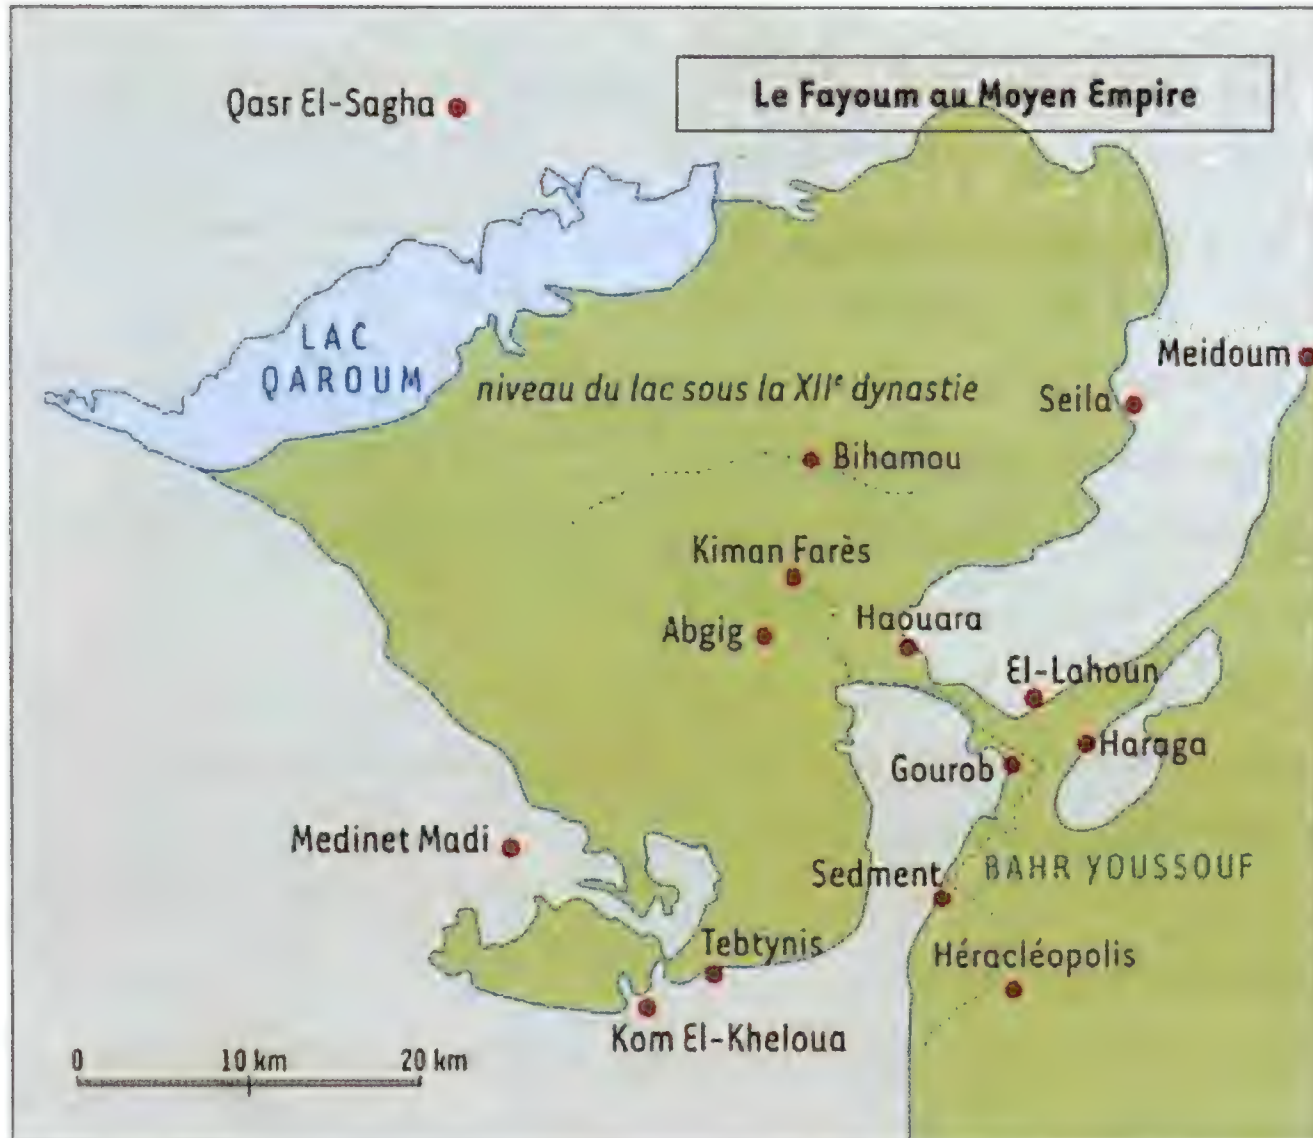 Le Fayoum au Moyen Empire
Qasr El-Sagha
LAC
QAROUM
niveau du lac sous la XIIe dynastie
Meidoum
Seila
Bihamou
Kiman Farès
Abgig
Haouara
El-Lahoun
Haraga
Gourob
Medinet Madi
Sedment
BAHR YOUSSOUF
Tebtynis
Héracléopolis
Kom El-Kheloua
0 10 km 20 km